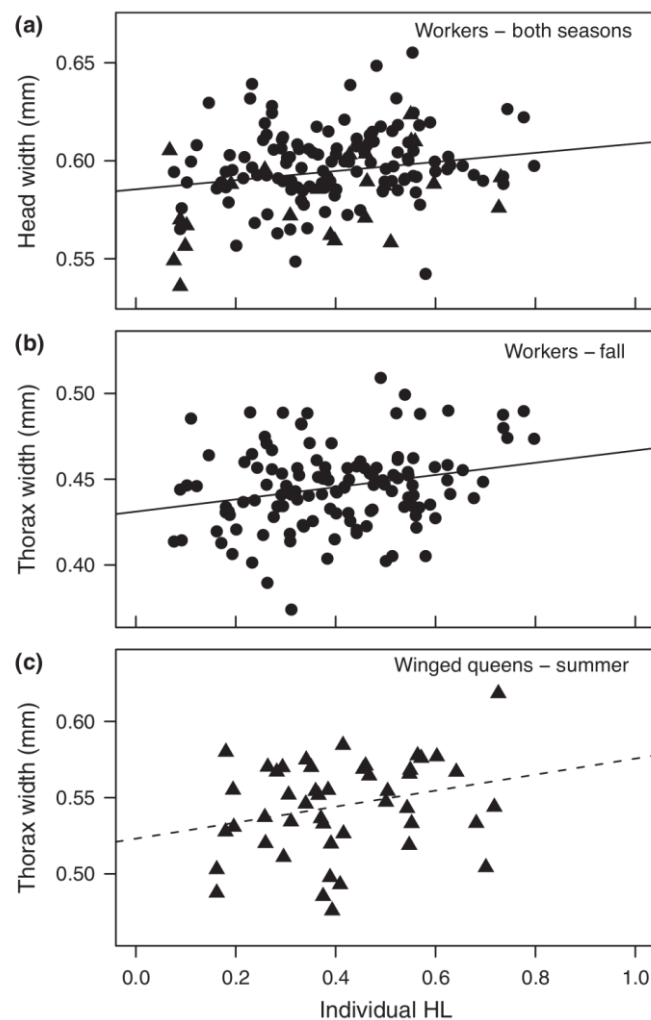 (a)
Workers – both seasons
Head width (mm)
0.65
0.60
0.55
(b)
Workers – fall
Thorax width (mm)
0.50
0.45
0.40
(c)
Winged queens – summer
Thorax width (mm)
0.60
0.55
0.50
0.0 0.2 0.4 0.6 0.8 1.0
Individual HL